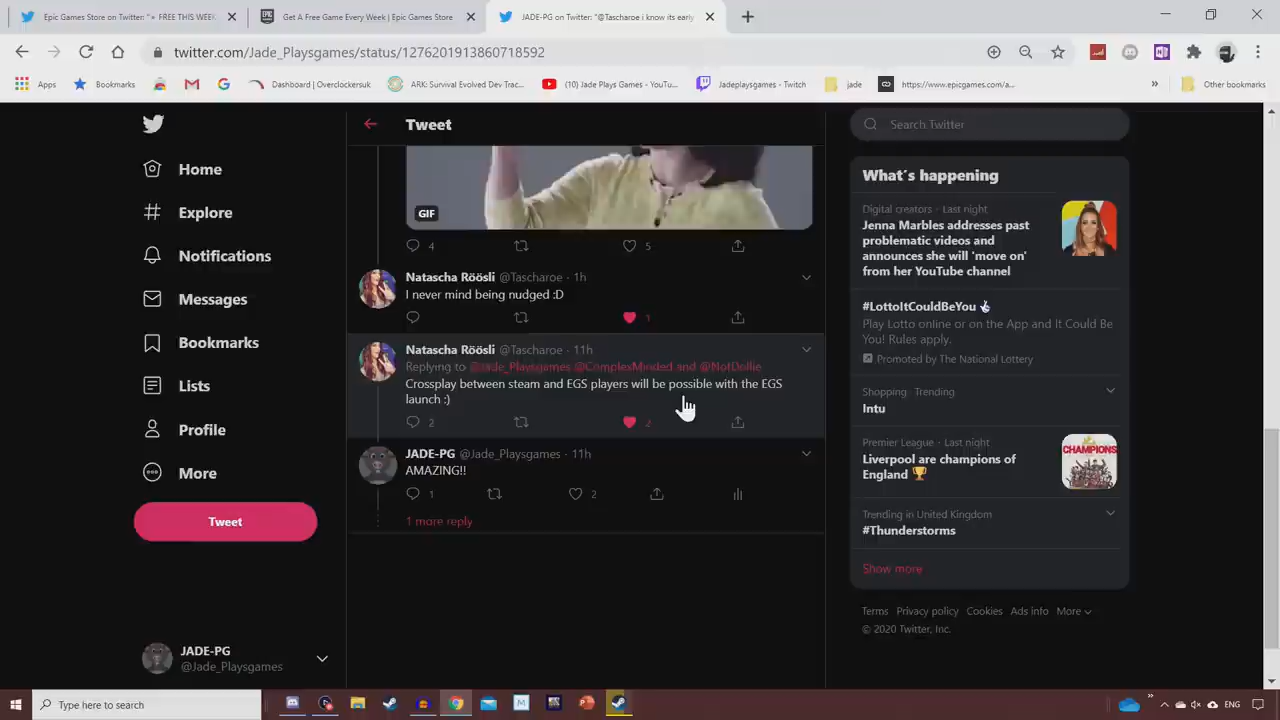 Epic Games Store on Twitter: "» FREE THIS WEEK
Get A Free Game Every Week | Epic Games Store
JADE-PG on Twitter: "@Tascharoe i know its early
twitter.com/Jade_Playsgames/status/1276201913860718592
Apps
Bookmarks
Dashboard | Overclockersuk
ARK: Survival Evolved Dev Trac...
(10) Jade Plays Games - YouTu...
Jadeplaysgames - Twitch
jade
https://www.epicgames.com/a...
Other bookmarks
Home
Explore
Notifications
Messages
Bookmarks
Lists
Profile
More
Tweet
JADE-PG
@Jade_Playsgames
Tweet
GIF
4
5
Natascha Röösli @Tascharoe · 1h
I never mind being nudged :D
1
Natascha Röösli @Tascharoe · 11h
Replying to @Jade_Playsgames @ComplexMinded and @NotDollie
Crossplay between steam and EGS players will be possible with the EGS
launch :)
2
2
JADE-PG @Jade_Playsgames · 11h
AMAZING!!
1
2
1 more reply
Search Twitter
What's happening
Digital creators · Last night
Jenna Marbles addresses past
problematic videos and
announces she will 'move on'
from her YouTube channel
#LottoItCouldBeYou
Play Lotto online or on the App and It Could Be
You! Rules apply.
Promoted by The National Lottery
Shopping · Trending
Intu
Premier League · Last night
Liverpool are champions of
England
CHAMPIONS
Trending in United Kingdom
#Thunderstorms
Show more
Terms Privacy policy Cookies Ads info More
© 2020 Twitter, Inc.
Type here to search
ENG